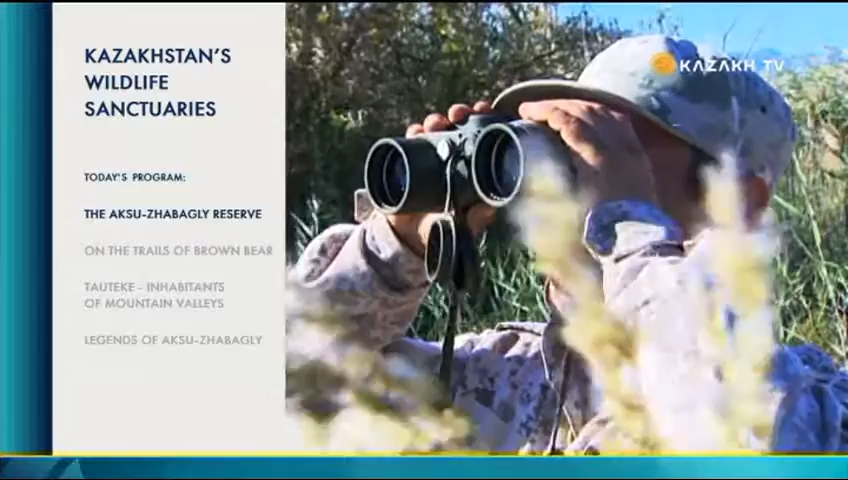 KAZAKHSTAN'S
WILDLIFE
SANCTUARIES
KAZAKH TV
TODAY'S PROGRAM:
THE AKSU-ZHABAGLY RESERVE
ON THE TRAILS OF BROWN BEAR
TAUTEKE - INHABITANTS
OF MOUNTAIN VALLEYS
LEGENDS OF AKSU-ZHABAGLY